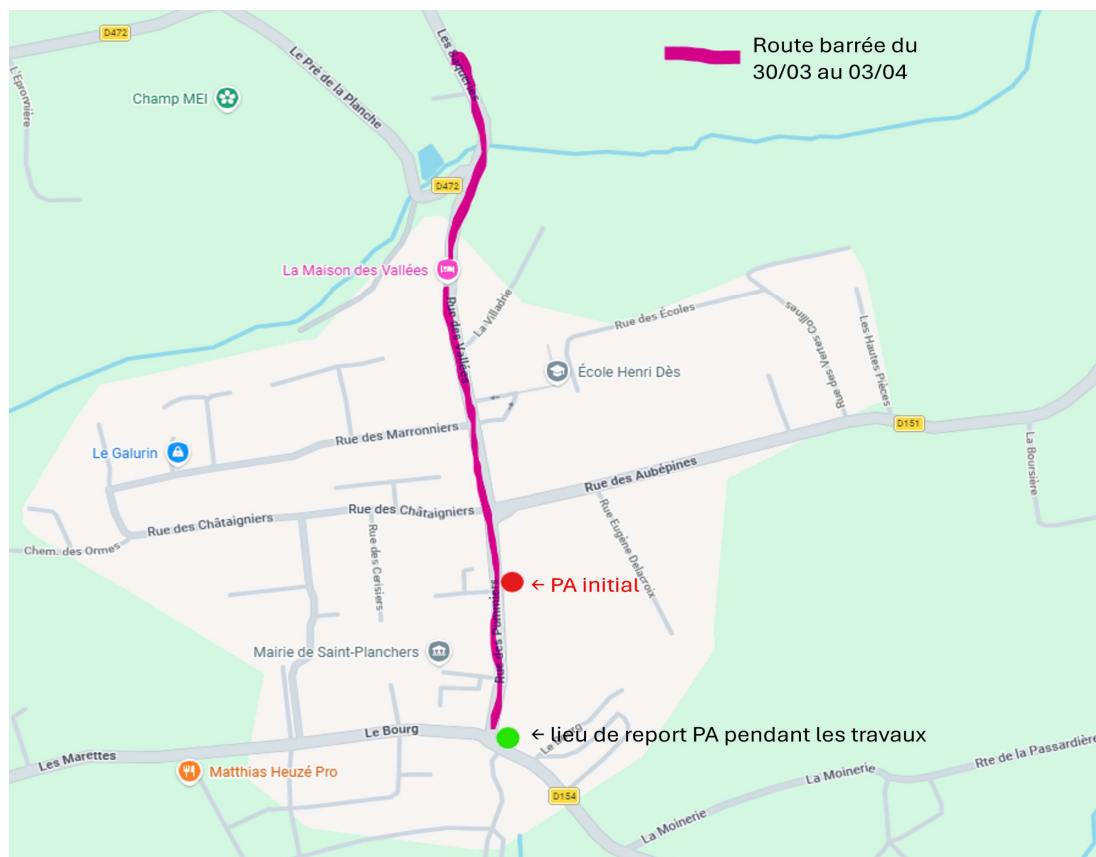 D472
Les Saqueries
Route barrée du
30/03 au 03/04
L'Epronnière
Le Pré de la Planche
Champ MEI
D472
La Maison des Vallées
La Villadrie
Rue des Vallées
Rue des Écoles
Rue des Vertes Collines
Les Hautes Pièces
École Henri Dès
D151
La Boursière
Rue des Marronniers
Le Galurin
Rue des Aubépines
Rue des Châtaigniers
Rue des Châtaigniers
Chem. des Ormes
Rue des Cerisiers
Rue Eugène Delacroix
← PA initial
Rue des Pommiers
Mairie de Saint-Planchers
← lieu de report PA pendant les travaux
Le Bourg
Le Bourg
Les Marettes
Matthias Heuzé Pro
Rte de la Passardière
La Moinerie
D154
La Moinerie